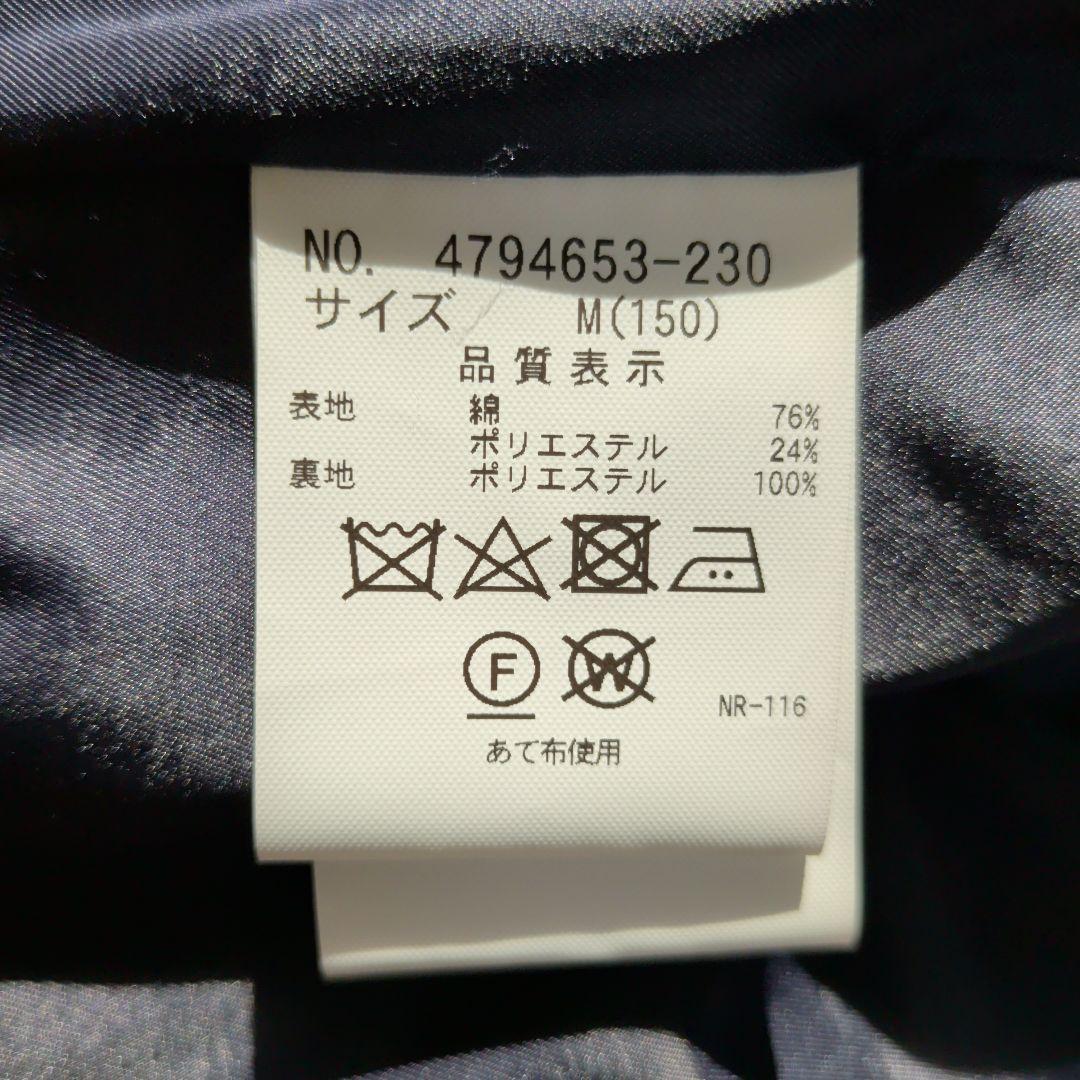 NO. 4794653-230
サイズ M(150)
品質表示
表地 綿 76%
ポリエステル 24%
裏地 ポリエステル 100%
F W
NR-116
あて布使用